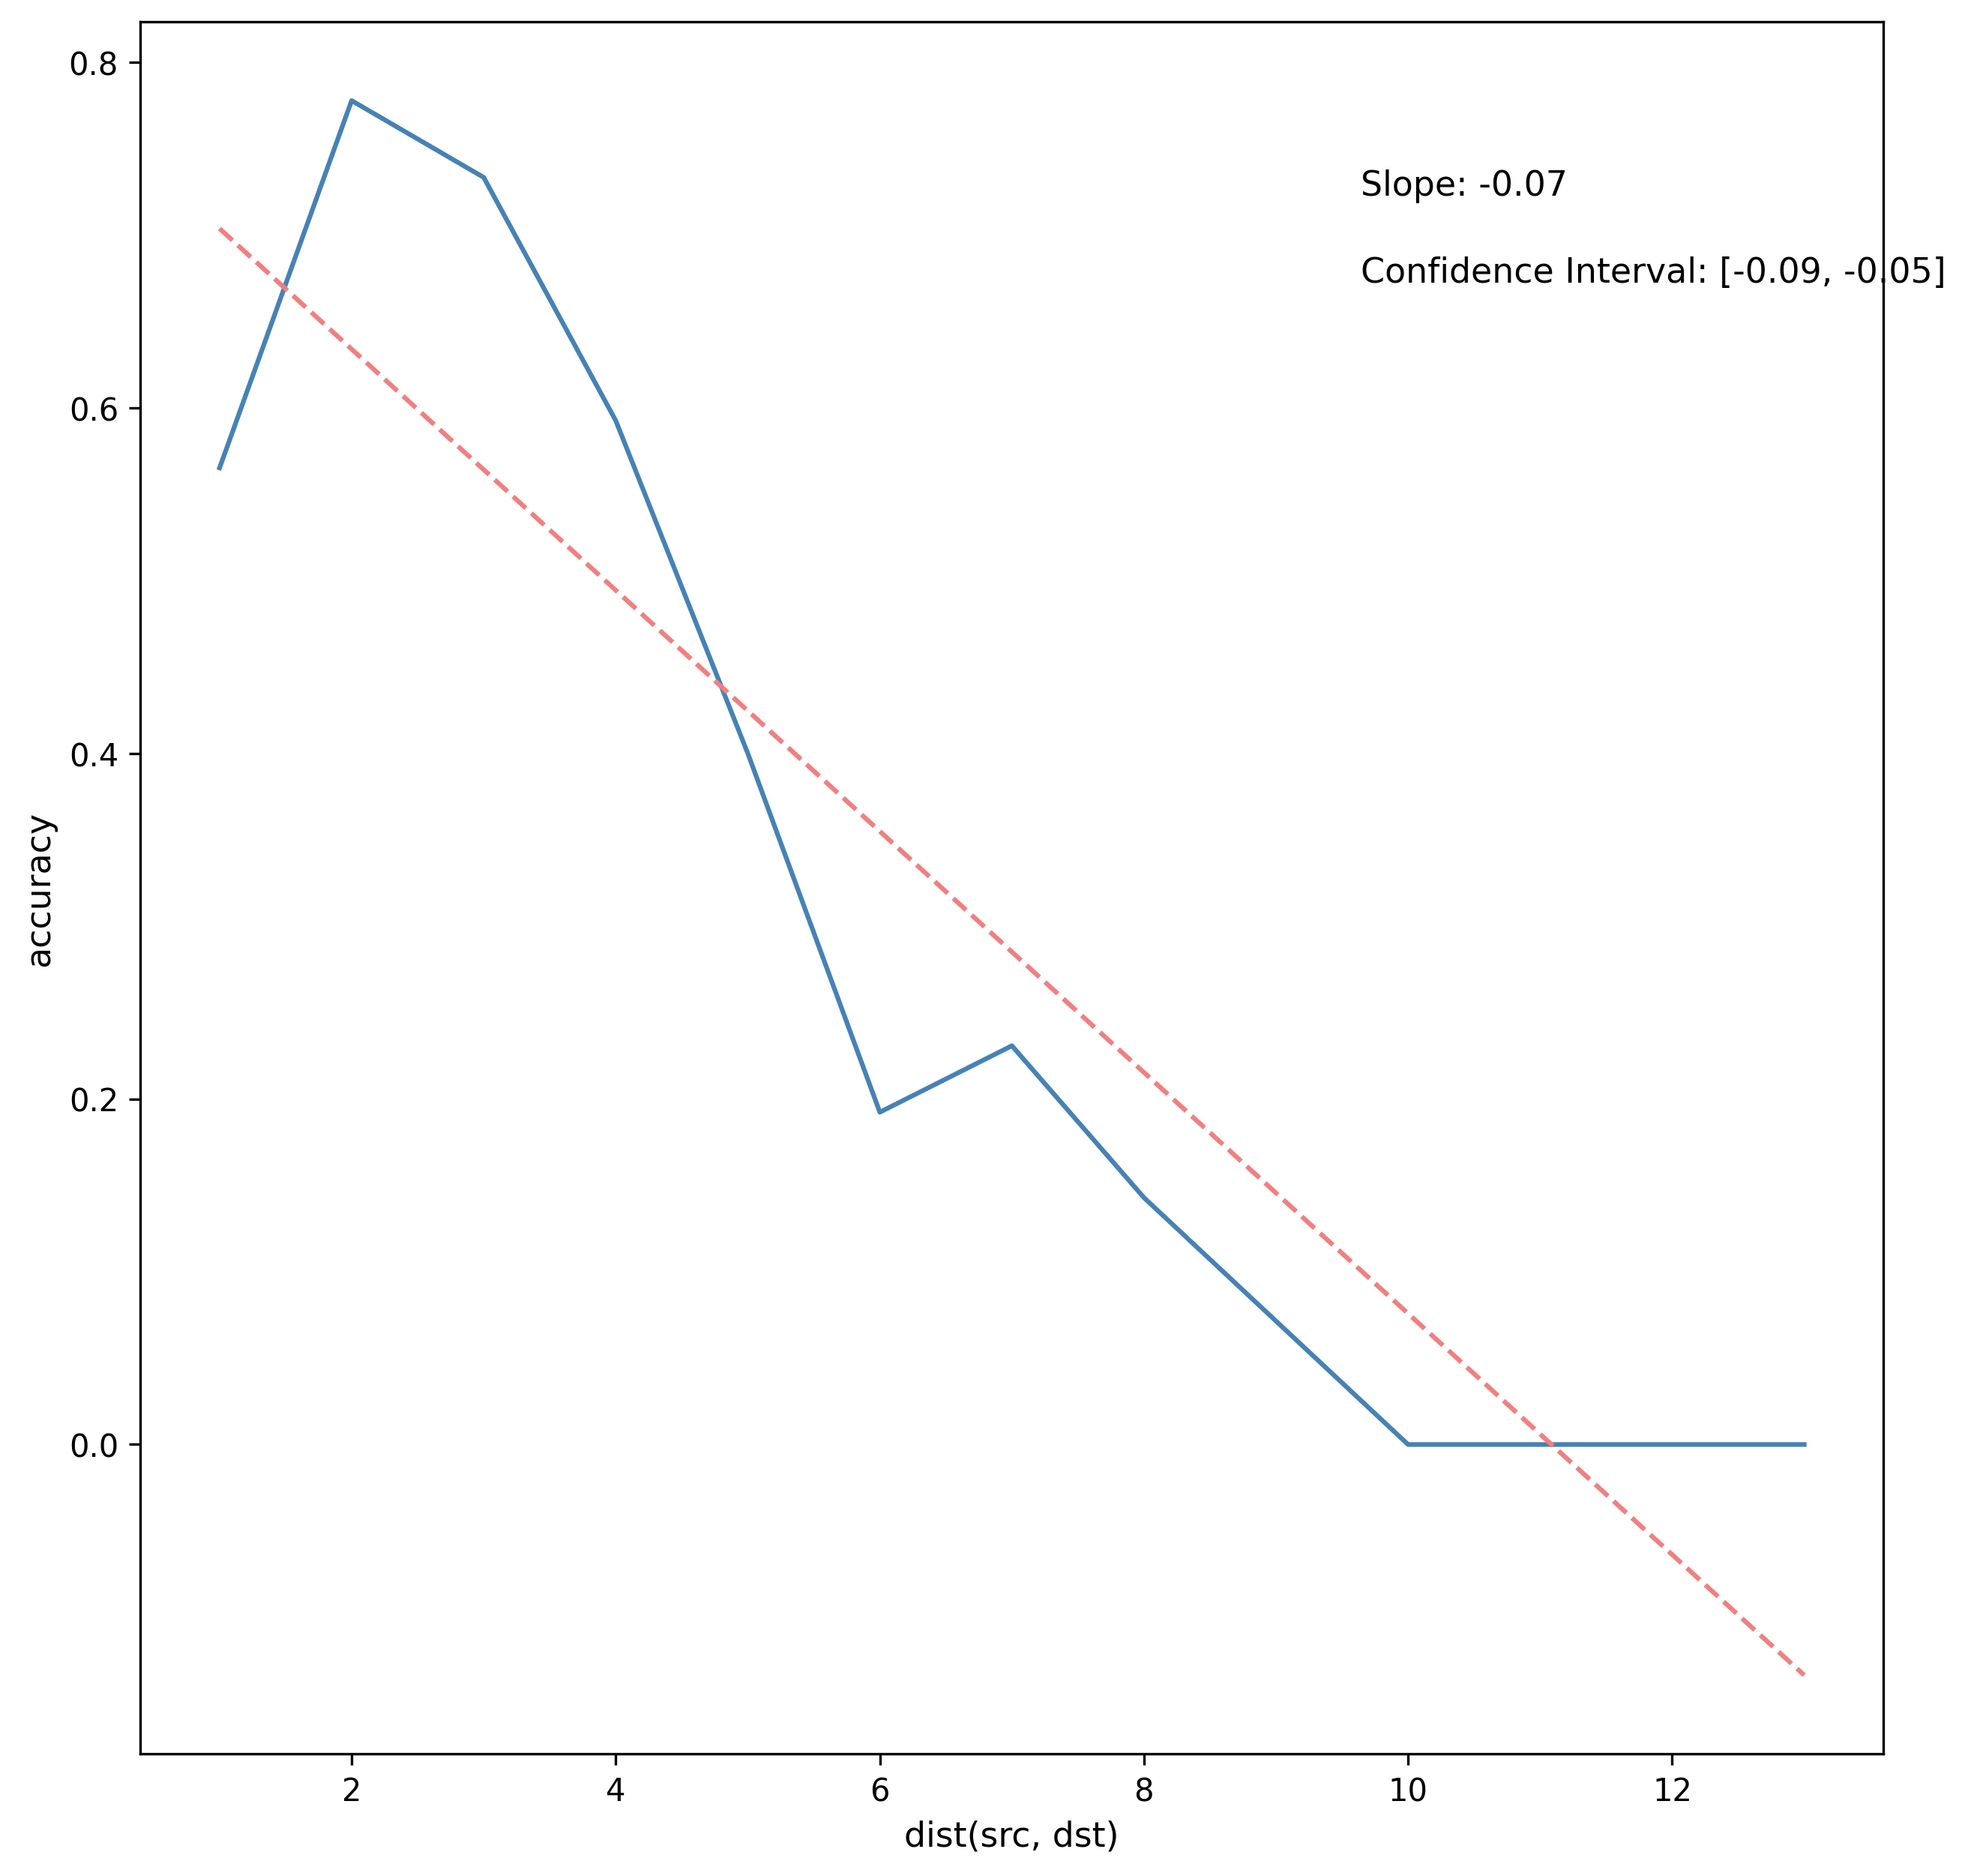 0.8
0.6
0.4
0.2
0.0
accuracy
Slope: -0.07
Confidence Interval: [-0.09, -0.05]
2 4 6 8 10 12
dist(src, dst)